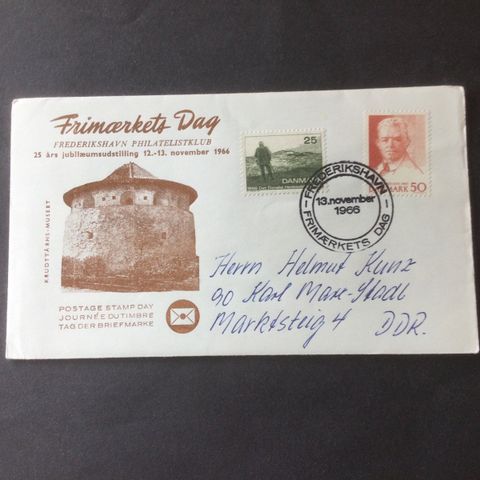 Frimærkets Dag
FREDERIKSHAVN PHILATELISTKLUB
25 års jubilæumsudstilling 12.-13. november 1966
KRUDTTÅRNS-MUSEET
POSTAGE STAMP DAY
JOURNÉE DU TIMBRE
TAG DER BRIEFMARKE
25
DANMARK
DANMARK 50
FREDERIKSHAVN
13. november
1966
FRIMÆRKETS DAG
Herrn Helmut Kunz
90 Karl Marx-Stadt
Marktsteig 4 DDR.